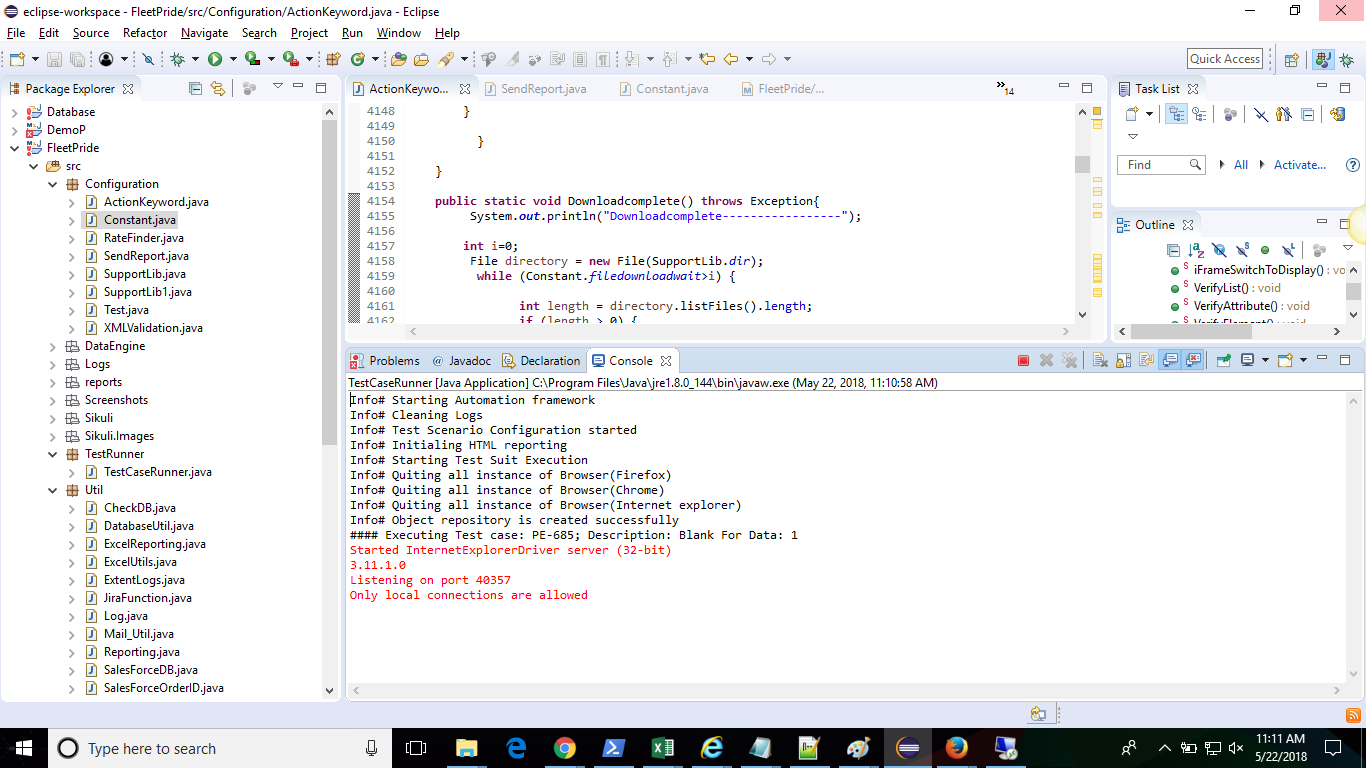 eclipse-workspace - FleetPride/src/Configuration/ActionKeyword.java - Eclipse
File Edit Source Refactor Navigate Search Project Run Window Help
Quick Access
Package Explorer
Database
DemoP
FleetPride
src
Configuration
ActionKeyword.java
Constant.java
RateFinder.java
SendReport.java
SupportLib.java
SupportLib1.java
Test.java
XMLValidation.java
DataEngine
Logs
reports
Screenshots
Sikuli
Sikuli.Images
TestRunner
TestCaseRunner.java
Util
CheckDB.java
DatabaseUtil.java
ExcelReporting.java
ExcelUtils.java
ExtentLogs.java
JiraFunction.java
Log.java
Mail_Util.java
Reporting.java
SalesForceDB.java
SalesForceOrderID.java
ActionKeywo... SendReport.java Constant.java FleetPride/... »14
4148 }
4149
4150 }
4151
4152 }
4153
4154 public static void Downloadcomplete() throws Exception{
4155 System.out.println("Downloadcomplete-----------------");
4156
4157 int i=0;
4158 File directory = new File(SupportLib.dir);
4159 while (Constant.filedownloadwait>i) {
4160
4161 int length = directory.listFiles().length;
4162 if (length > 0) {
Task List
Find All Activate...
Outline
iFrameSwitchToDisplay() : vo
VerifyList() : void
VerifyAttribute() : void
VerifyElement() : void
Problems @ Javadoc Declaration Console
TestCaseRunner [Java Application] C:\Program Files\Java\jre1.8.0_144\bin\javaw.exe (May 22, 2018, 11:10:58 AM)
Info# Starting Automation framework
Info# Cleaning Logs
Info# Test Scenario Configuration started
Info# Initialing HTML reporting
Info# Starting Test Suit Execution
Info# Quiting all instance of Browser(Firefox)
Info# Quiting all instance of Browser(Chrome)
Info# Quiting all instance of Browser(Internet explorer)
Info# Object repository is created successfully
#### Executing Test case: PE-685; Description: Blank For Data: 1
Started InternetExplorerDriver server (32-bit)
3.11.1.0
Listening on port 40357
Only local connections are allowed
Type here to search
11:11 AM
5/22/2018